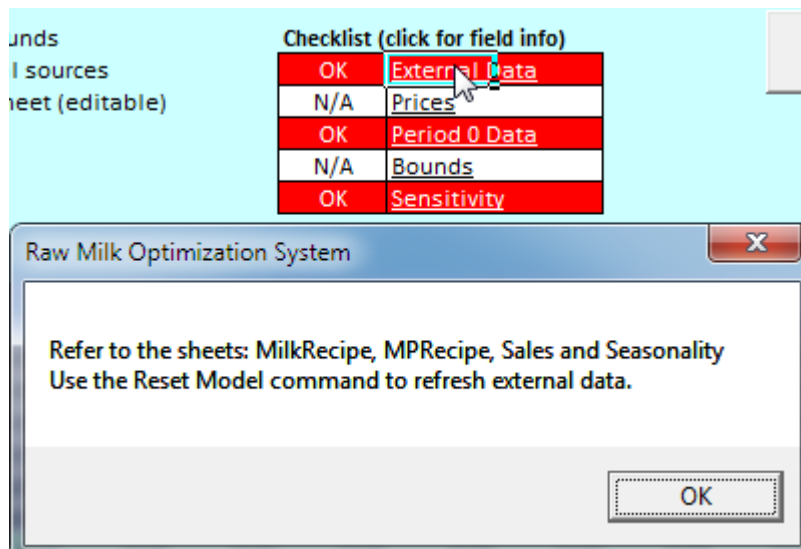 unds
l sources
neet (editable)
Checklist (click for field info)
OK External Data
N/A Prices
OK Period 0 Data
N/A Bounds
OK Sensitivity
Raw Milk Optimization System
Refer to the sheets: MilkRecipe, MPRecipe, Sales and Seasonality
Use the Reset Model command to refresh external data.
OK